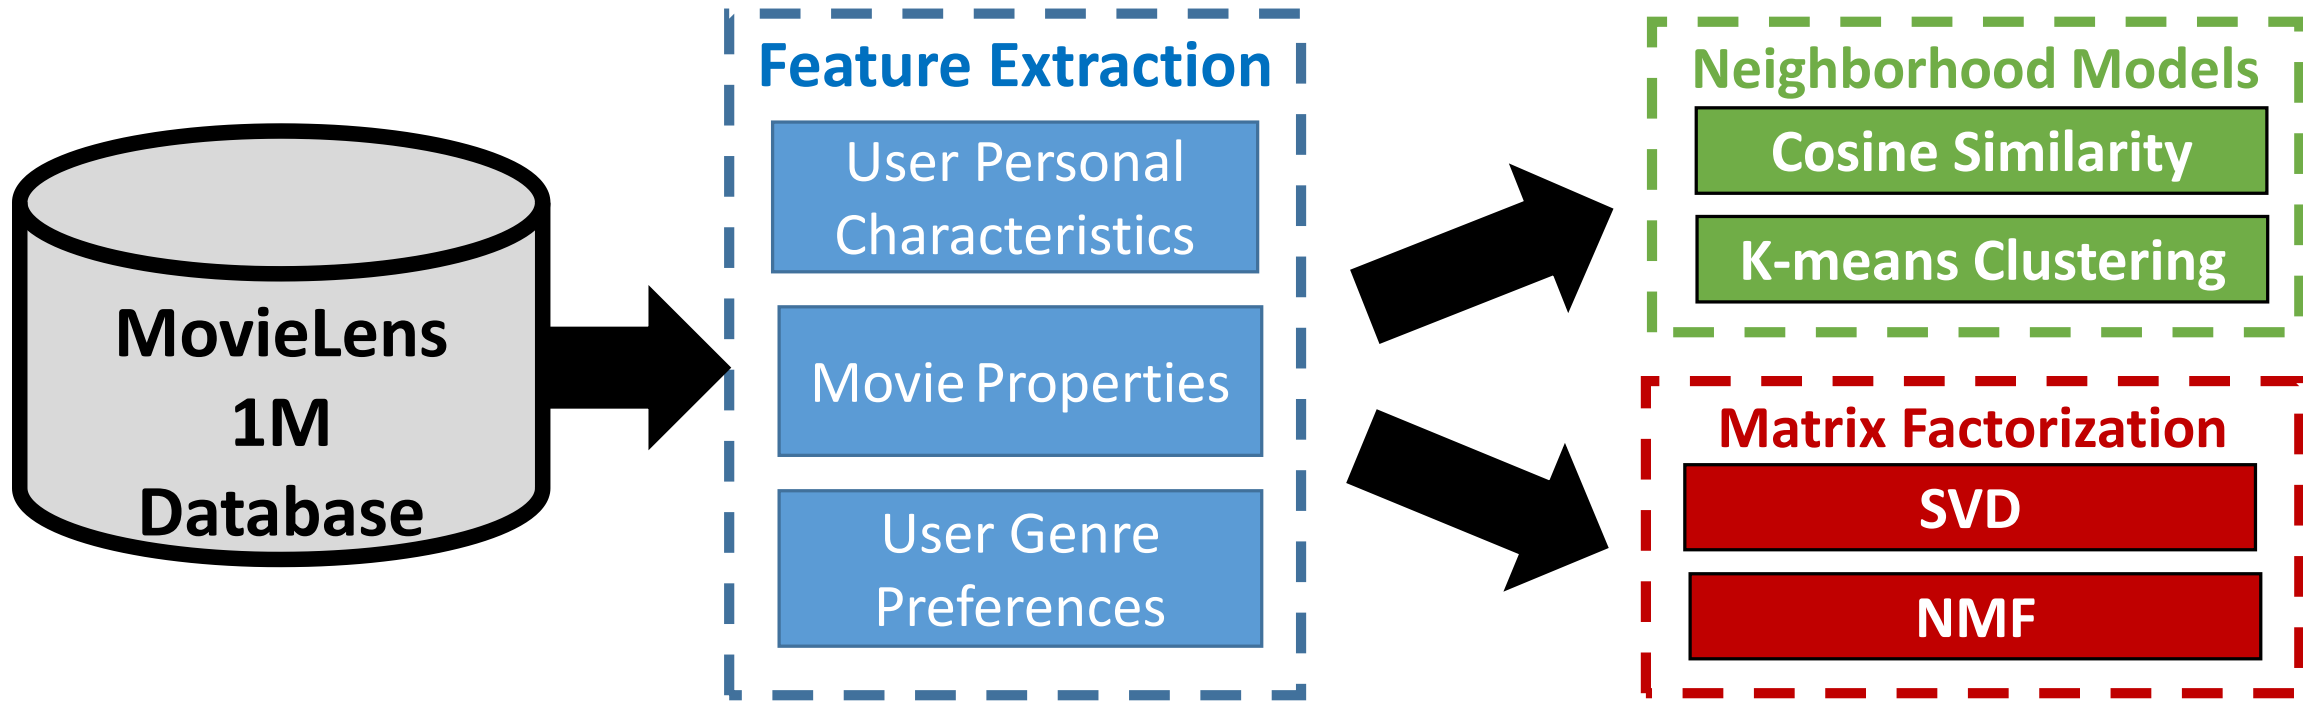 MovieLens
1M
Database
Feature Extraction
User Personal
Characteristics
Movie Properties
User Genre
Preferences
Neighborhood Models
Cosine Similarity
K-means Clustering
Matrix Factorization
SVD
NMF